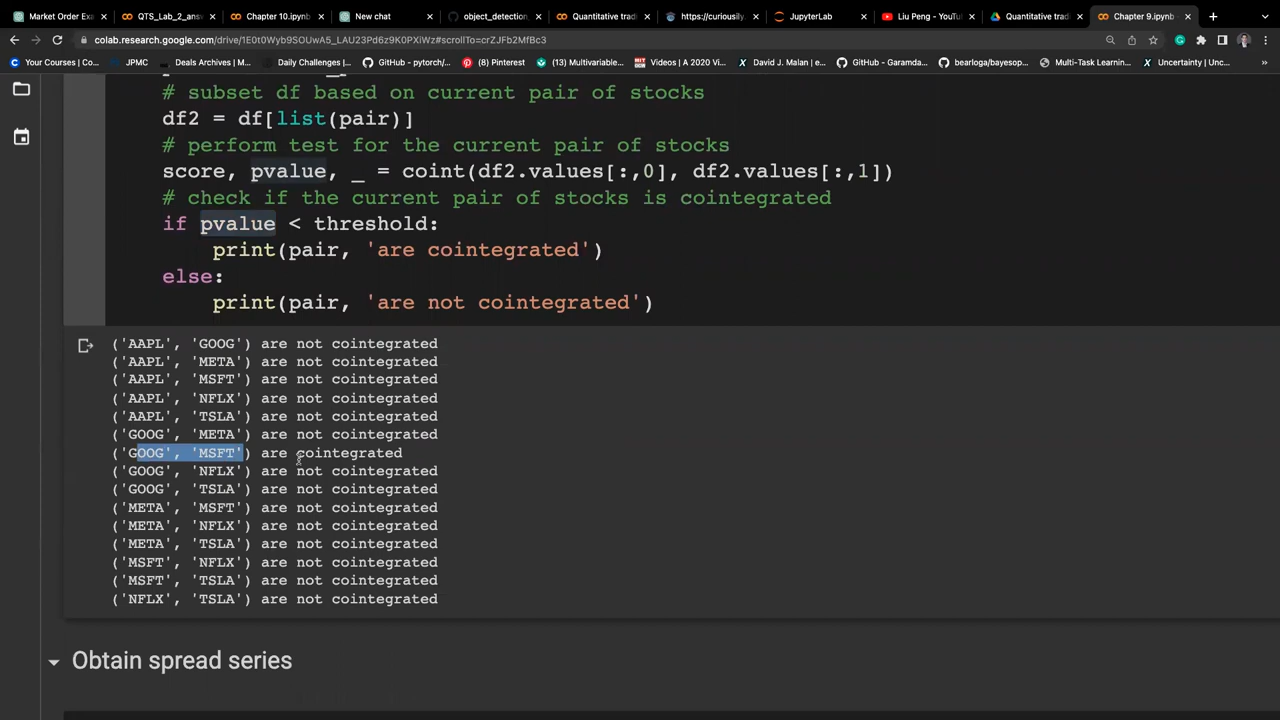 Market Order Exa
QTS_Lab_2_ans
Chapter 10.ipynb
New chat
object_detection
Quantitative tradi
https://curiousily
JupyterLab
Liu Peng - YouTu
Quantitative tradi
Chapter 9.ipynb
colab.research.google.com/drive/1E0t0Wyb9SOUwA5_LAU23Pd6z9K0PXiWz#scrollTo=crZJFb2MfBc3
Your Courses | Co...
JPMC
Deals Archives | M...
Daily Challenges |...
GitHub - pytorch/...
(8) Pinterest
(13) Multivariable...
Videos | A 2020 Vi...
David J. Malan | e...
GitHub - Garamda...
bearloga/bayesop...
Multi-Task Learnin...
Uncertainty | Unc...
# subset df based on current pair of stocks
df2 = df[list(pair)]
# perform test for the current pair of stocks
score, pvalue, _ = coint(df2.values[:,0], df2.values[:,1])
# check if the current pair of stocks is cointegrated
if pvalue < threshold:
print(pair, 'are cointegrated')
else:
print(pair, 'are not cointegrated')
('AAPL', 'GOOG') are not cointegrated
('AAPL', 'META') are not cointegrated
('AAPL', 'MSFT') are not cointegrated
('AAPL', 'NFLX') are not cointegrated
('AAPL', 'TSLA') are not cointegrated
('GOOG', 'META') are not cointegrated
('GOOG', 'MSFT') are cointegrated
('GOOG', 'NFLX') are not cointegrated
('GOOG', 'TSLA') are not cointegrated
('META', 'MSFT') are not cointegrated
('META', 'NFLX') are not cointegrated
('META', 'TSLA') are not cointegrated
('MSFT', 'NFLX') are not cointegrated
('MSFT', 'TSLA') are not cointegrated
('NFLX', 'TSLA') are not cointegrated
Obtain spread series